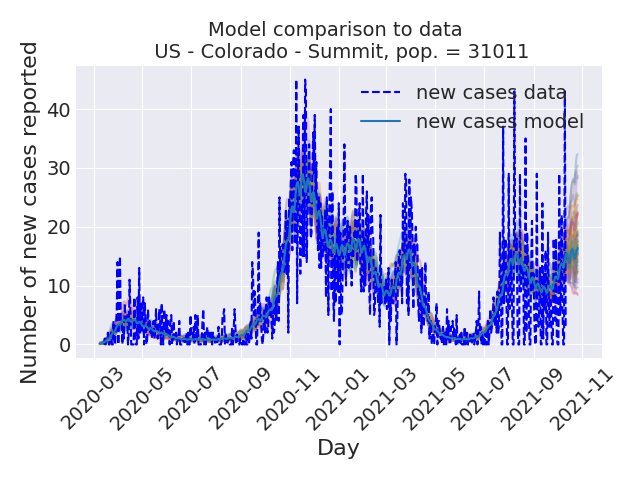 Model comparison to data
US - Colorado - Summit, pop. = 31011
Number of new cases reported
40
30
20
10
0
new cases data
new cases model
2020-03
2020-05
2020-07
2020-09
2020-11
2021-01
2021-03
2021-05
2021-07
2021-09
2021-11
Day